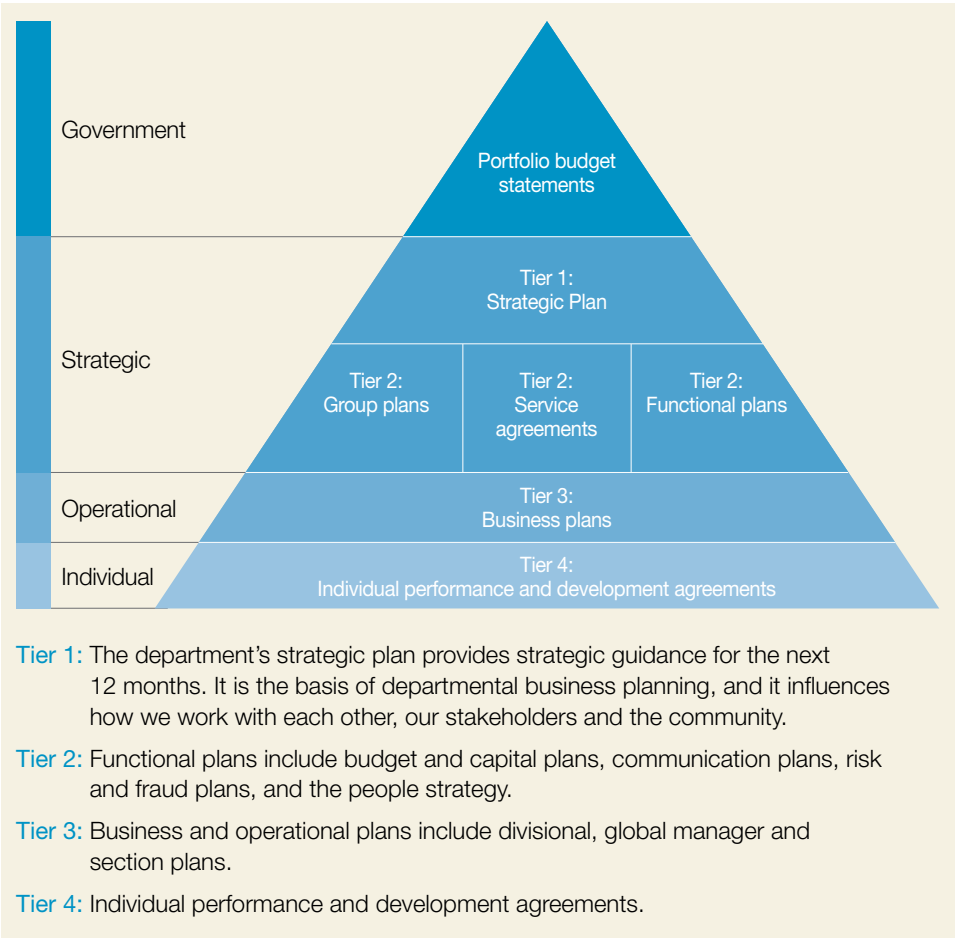 Government
Portfolio budget
statements
Strategic
Tier 1:
Strategic Plan
Tier 2:
Group plans
Tier 2:
Service
agreements
Tier 2:
Functional plans
Operational
Tier 3:
Business plans
Individual
Tier 4:
Individual performance and development agreements
Tier 1: The department’s strategic plan provides strategic guidance for the next
12 months. It is the basis of departmental business planning, and it influences
how we work with each other, our stakeholders and the community.
Tier 2: Functional plans include budget and capital plans, communication plans, risk
and fraud plans, and the people strategy.
Tier 3: Business and operational plans include divisional, global manager and
section plans.
Tier 4: Individual performance and development agreements.